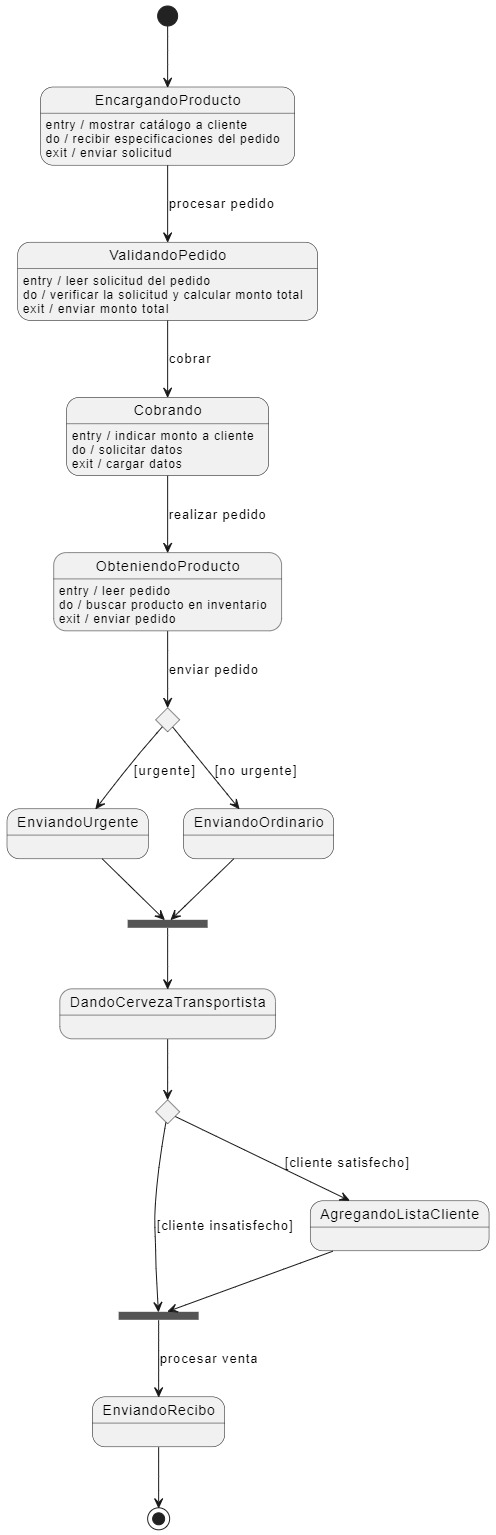 EncargandoProducto
entry / mostrar catálogo a cliente
do / recibir especificaciones del pedido
exit / enviar solicitud
procesar pedido
ValidandoPedido
entry / leer solicitud del pedido
do / verificar la solicitud y calcular monto total
exit / enviar monto total
cobrar
Cobrando
entry / indicar monto a cliente
do / solicitar datos
exit / cargar datos
realizar pedido
ObteniendoProducto
entry / leer pedido
do / buscar producto en inventario
exit / enviar pedido
enviar pedido
[urgente]
[no urgente]
EnviandoUrgente
EnviandoOrdinario
DandoCervezaTransportista
[cliente satisfecho]
AgregandoListaCliente
[cliente insatisfecho]
procesar venta
EnviandoRecibo